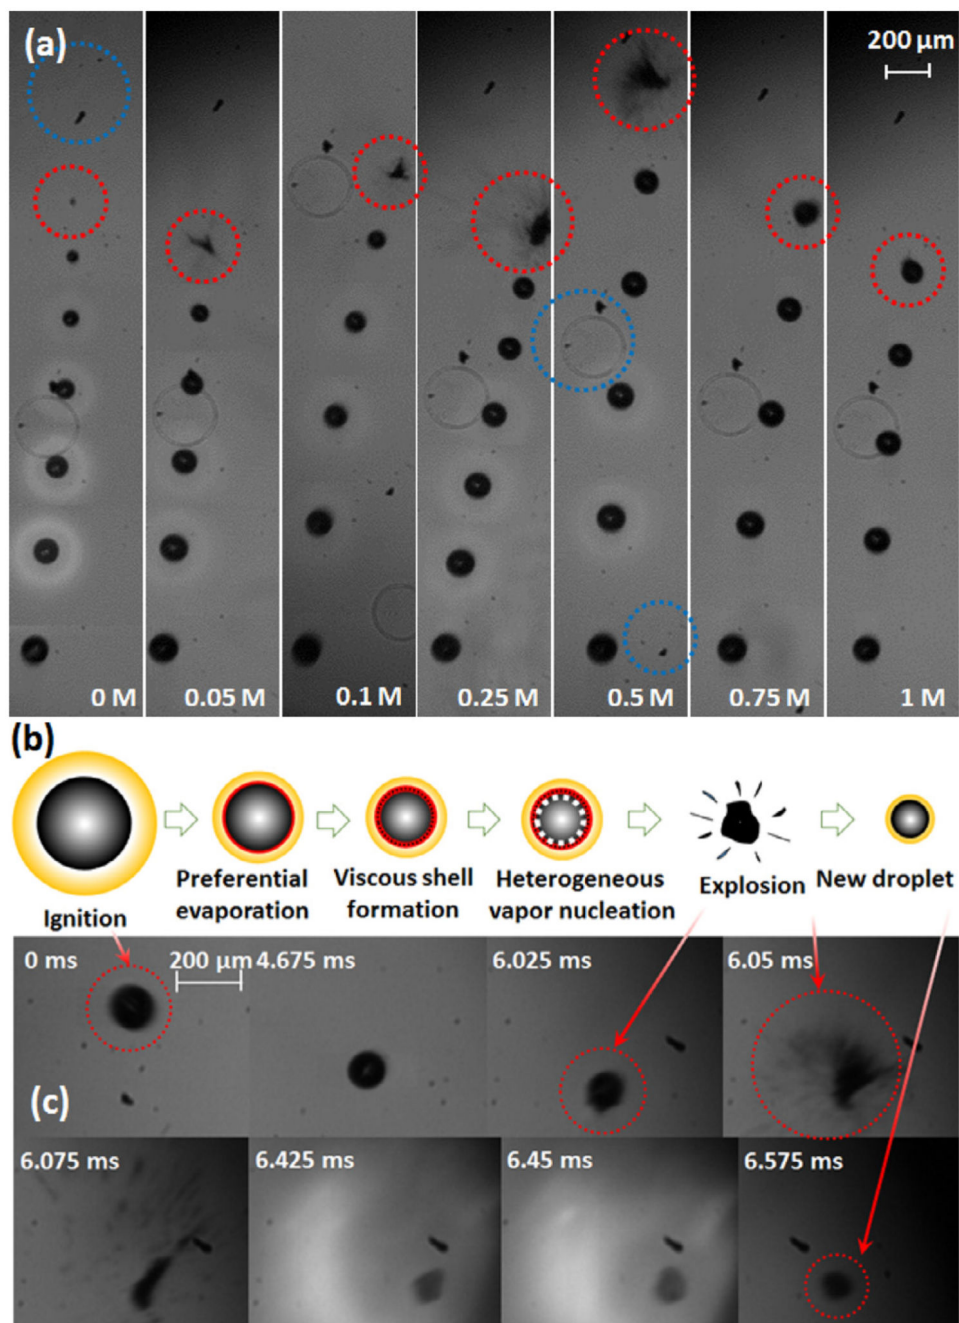 (a)
200 µm
0 M
0.05 M
0.1 M
0.25 M
0.5 M
0.75 M
1 M
(b)
Ignition
Preferential
evaporation
Viscous shell
formation
Heterogeneous
vapor nucleation
Explosion
New droplet
0 ms
200 µm
4.675 ms
6.025 ms
6.05 ms
(c)
6.075 ms
6.425 ms
6.45 ms
6.575 ms